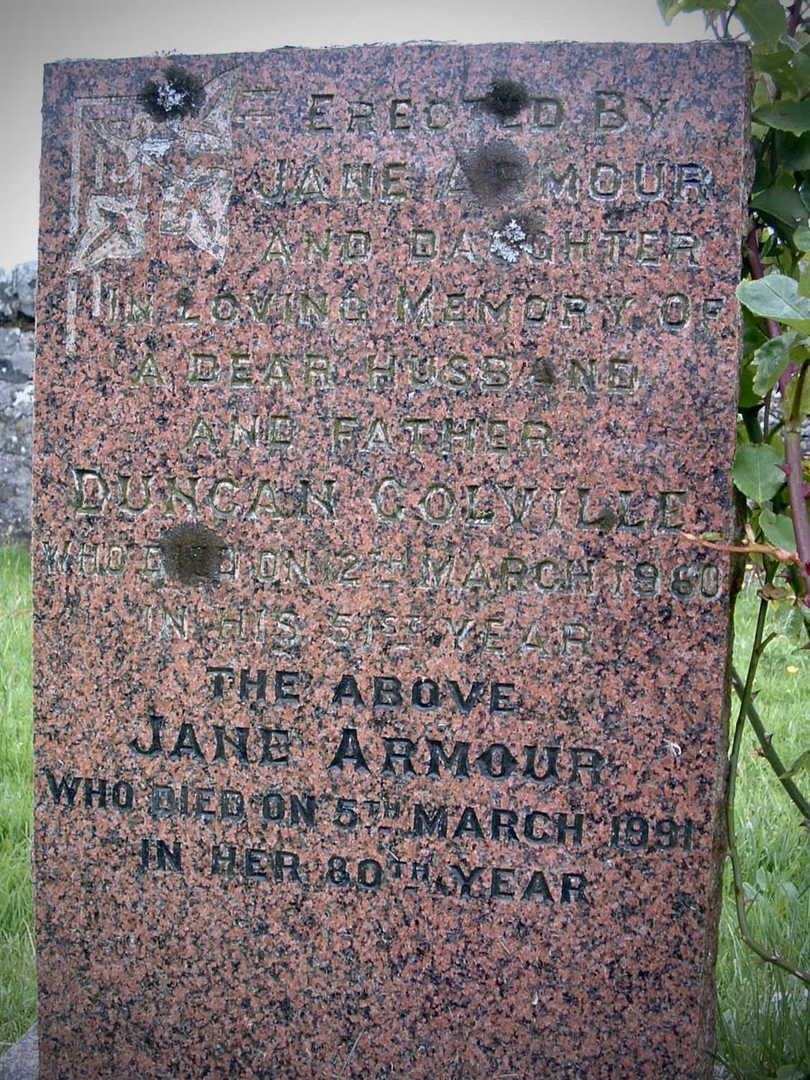 ERECTED BY
JANE ARMOUR
AND DAUGHTER
IN LOVING MEMORY OF
A DEAR HUSBAND
AND FATHER
DUNCAN COLVILLE
WHO DIED ON 12TH MARCH 1960
IN HIS 51ST YEAR
THE ABOVE
JANE ARMOUR
WHO DIED ON 5TH MARCH 1991
IN HER 80TH YEAR